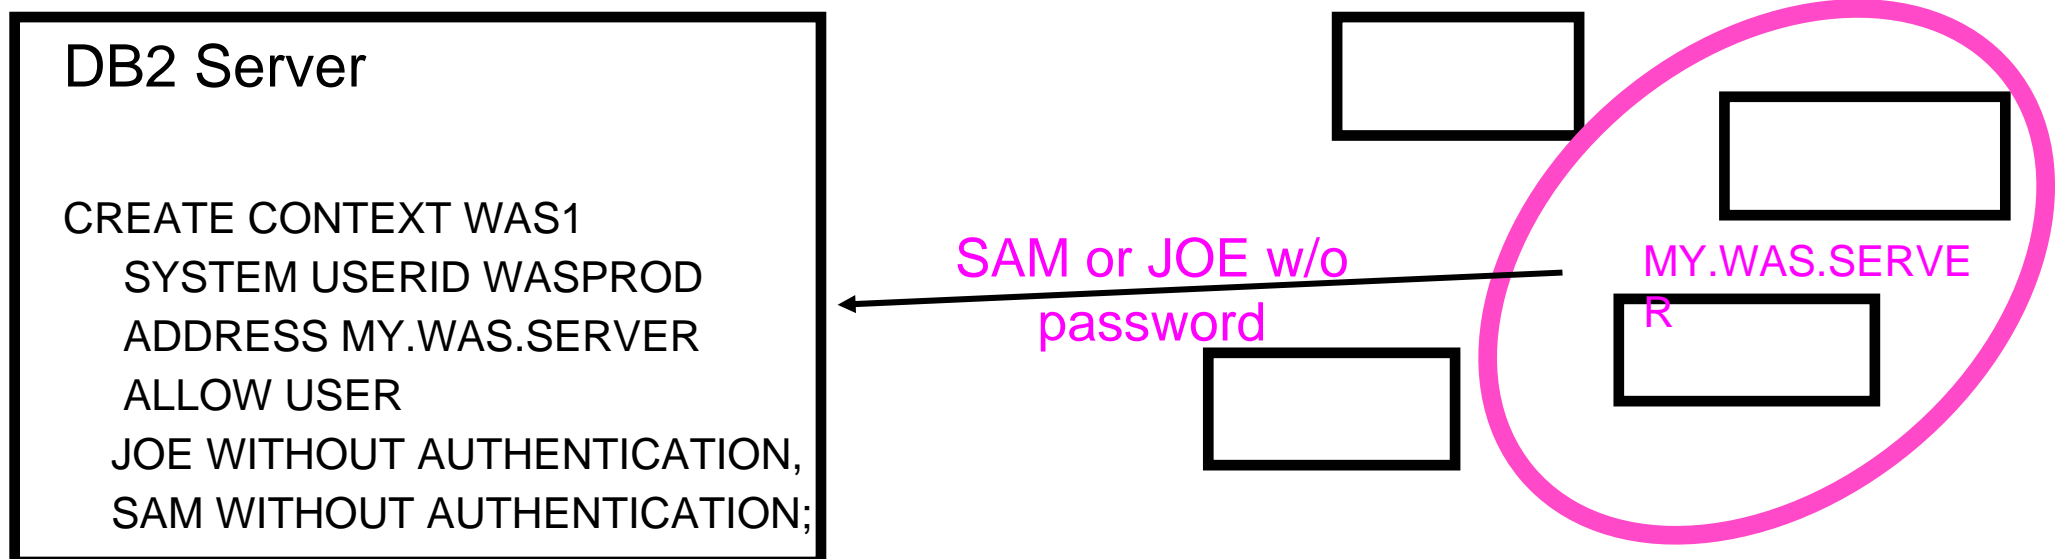 DB2 Server
CREATE CONTEXT WAS1
SYSTEM USERID WASPROD
ADDRESS MY.WAS.SERVER
ALLOW USER
JOE WITHOUT AUTHENTICATION,
SAM WITHOUT AUTHENTICATION;
SAM or JOE w/o
password
MY.WAS.SERVE
R